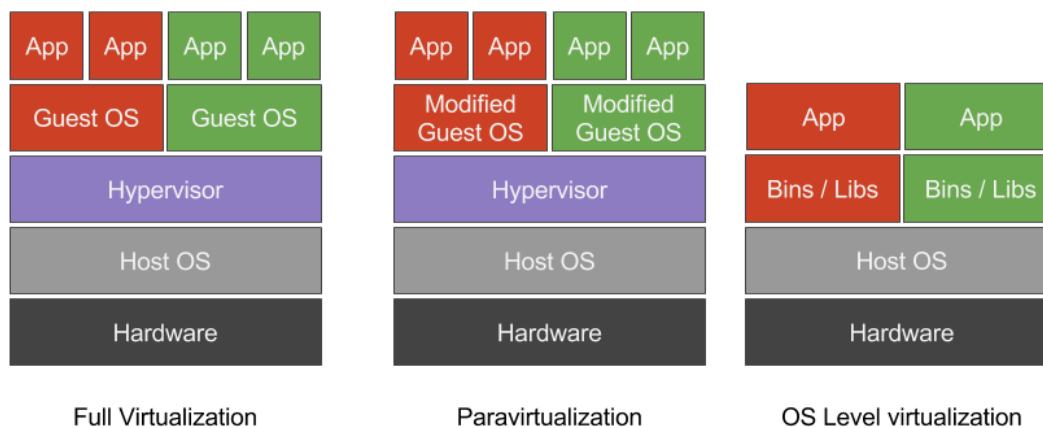 App App App App
Guest OS Guest OS
Hypervisor
Host OS
Hardware
Full Virtualization
App App App App
Modified
Guest OS
Modified
Guest OS
Hypervisor
Host OS
Hardware
Paravirtualization
App App
Bins / Libs Bins / Libs
Host OS
Hardware
OS Level virtualization